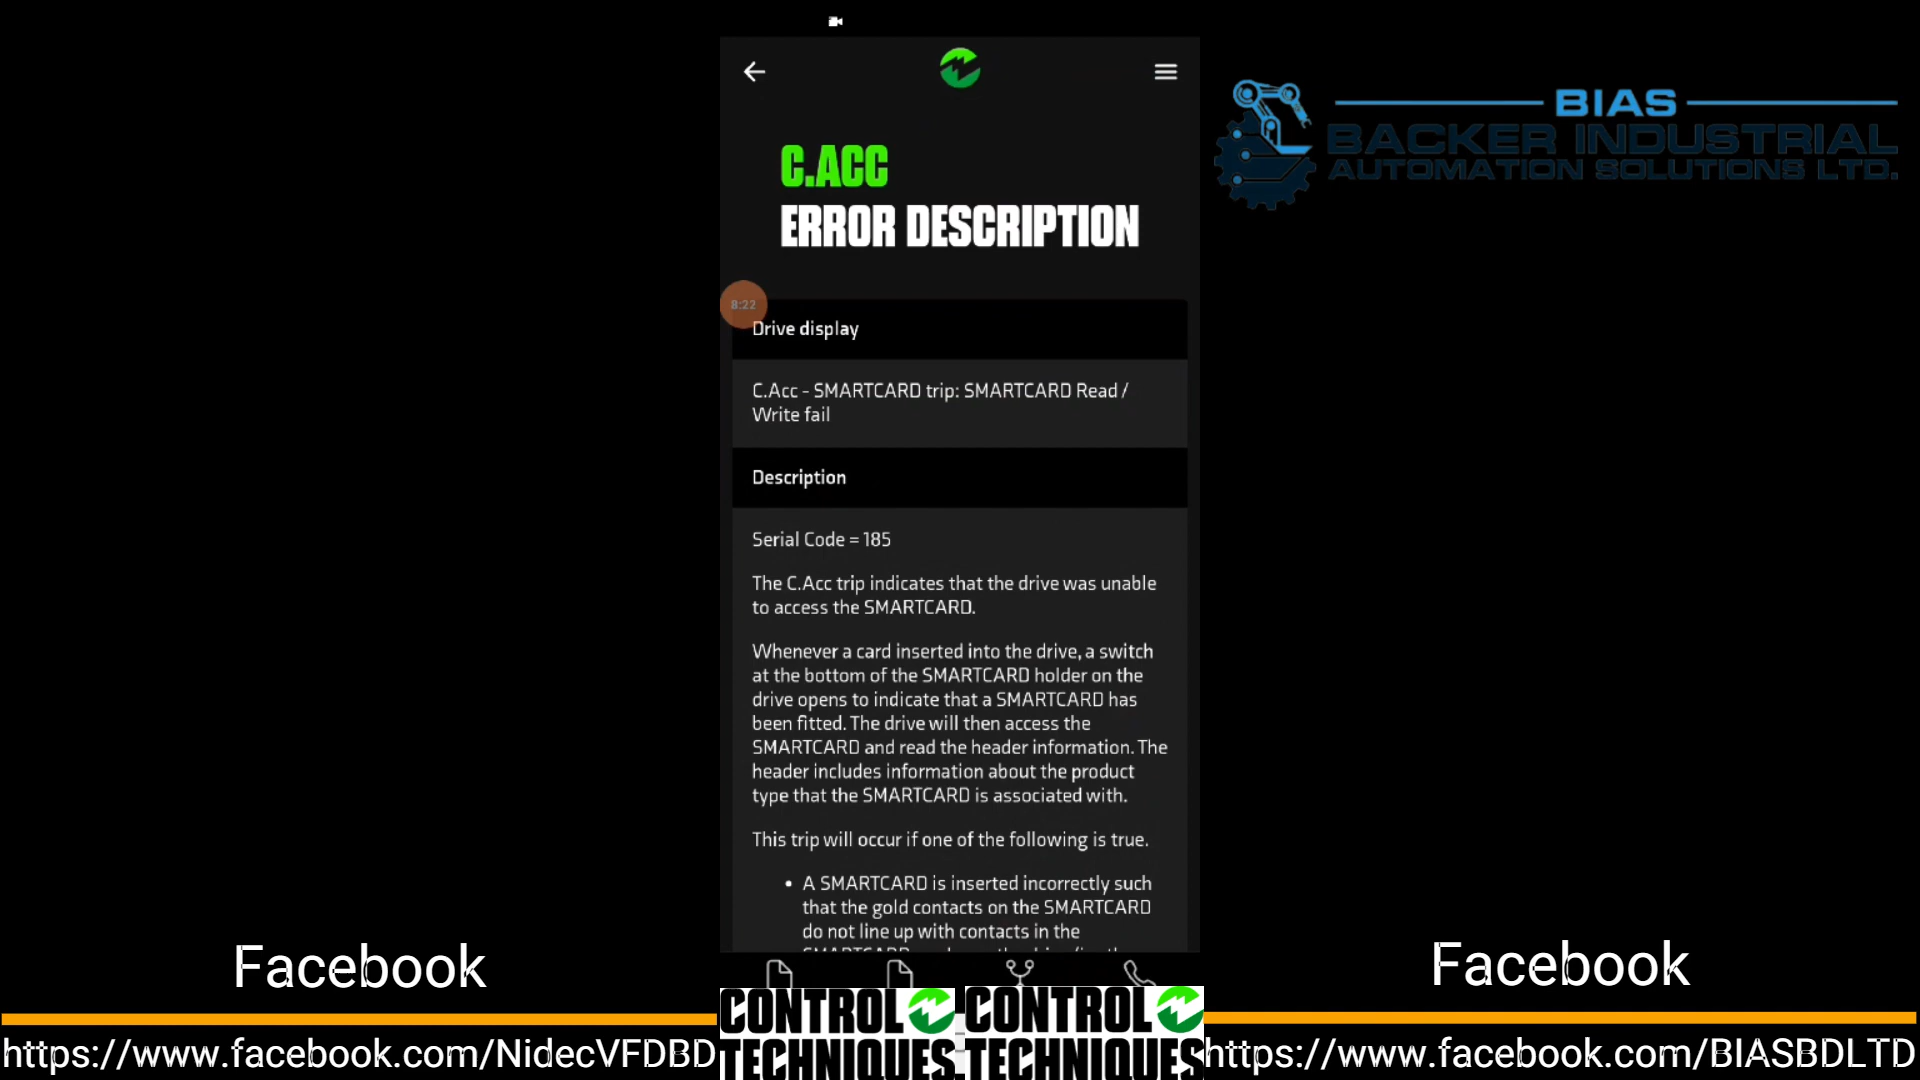 BIAS
BACKER INDUSTRIAL
AUTOMATION SOLUTIONS LTD.
C.ACC
ERROR DESCRIPTION
8:22
Drive display
C.Acc - SMARTCARD trip: SMARTCARD Read /
Write fail
Description
Serial Code = 185
The C.Acc trip indicates that the drive was unable
to access the SMARTCARD.
Whenever a card inserted into the drive, a switch
at the bottom of the SMARTCARD holder on the
drive opens to indicate that a SMARTCARD has
been fitted. The drive will then access the
SMARTCARD and read the header information. The
header includes information about the product
type that the SMARTCARD is associated with.
This trip will occur if one of the following is true.
• A SMARTCARD is inserted incorrectly such
that the gold contacts on the SMARTCARD
do not line up with contacts in the
Facebook
Facebook
CONTROL
TECHNIQUES
CONTROL
TECHNIQUES
https://www.facebook.com/NidecVFDBD
https://www.facebook.com/BIASBDLTD